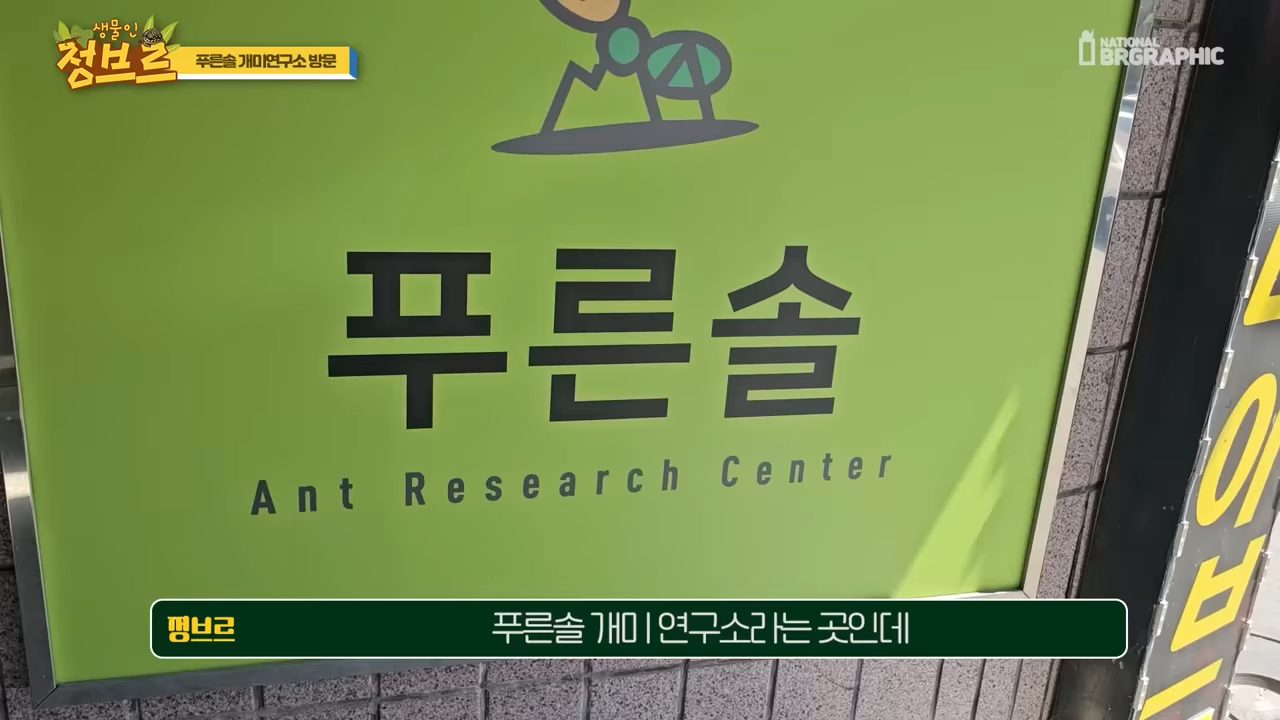 생물인
정브르
푸른솔 개미연구소 방문
NATIONAL
BRGRAPHIC
푸른솔
Ant Research Center
쩡브르
푸른솔 개미 연구소라는 곳인데